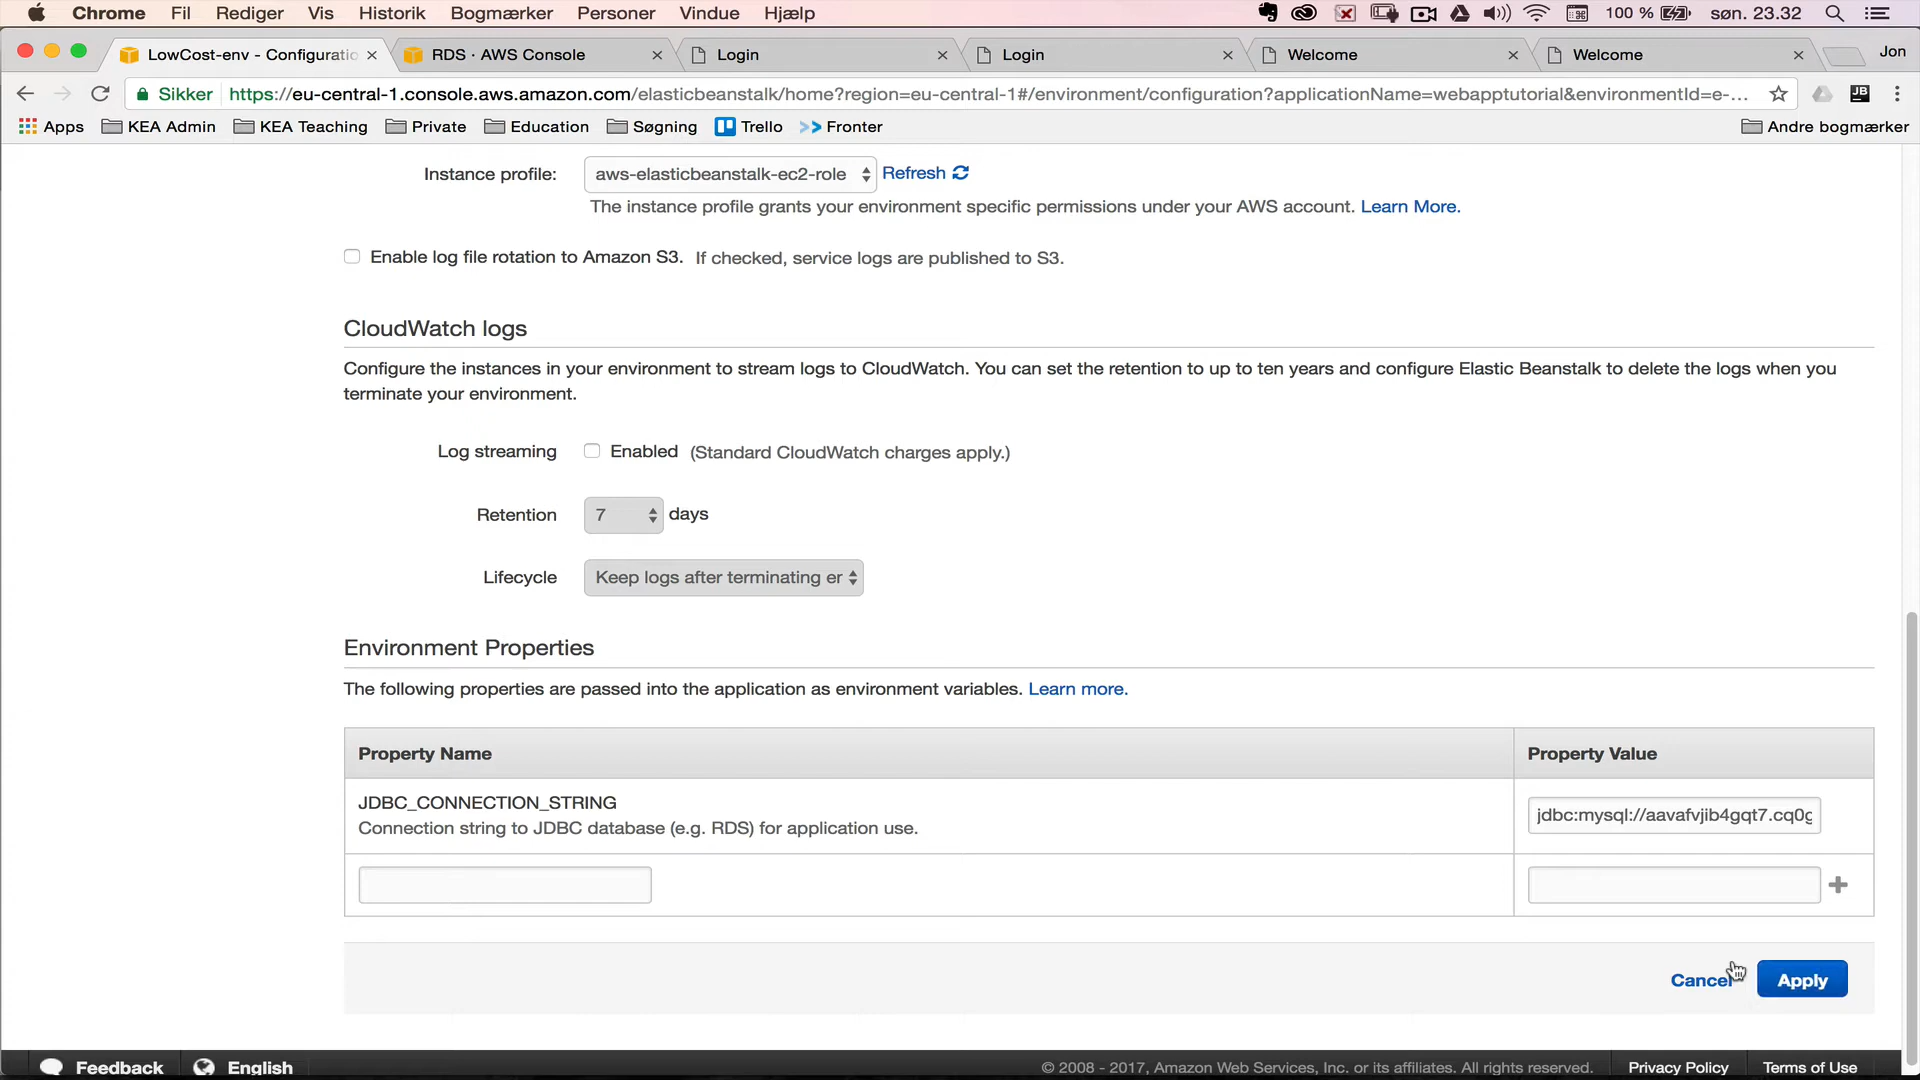 Chrome Fil Rediger Vis Historik Bogmærker Personer Vindue Hjælp 100 % søn. 23.32
LowCost-env - Configuratio RDS · AWS Console Login Login Welcome Welcome Jon
Sikker https://eu-central-1.console.aws.amazon.com/elasticbeanstalk/home?region=eu-central-1#/environment/configuration?applicationName=webapptutorial&environmentId=e-...
Apps KEA Admin KEA Teaching Private Education Søgning Trello Fronter Andre bogmærker
Instance profile: aws-elasticbeanstalk-ec2-role Refresh
The instance profile grants your environment specific permissions under your AWS account. Learn More.
Enable log file rotation to Amazon S3. If checked, service logs are published to S3.
CloudWatch logs
Configure the instances in your environment to stream logs to CloudWatch. You can set the retention to up to ten years and configure Elastic Beanstalk to delete the logs when you
terminate your environment.
Log streaming Enabled (Standard CloudWatch charges apply.)
Retention 7 days
Lifecycle Keep logs after terminating er
Environment Properties
The following properties are passed into the application as environment variables. Learn more.
Property Name Property Value
JDBC_CONNECTION_STRING
Connection string to JDBC database (e.g. RDS) for application use.
jdbc:mysql://aavafvjib4gqt7.cq0g
Cancel Apply
Feedback English © 2008 - 2017, Amazon Web Services, Inc. or its affiliates. All rights reserved. Privacy Policy Terms of Use